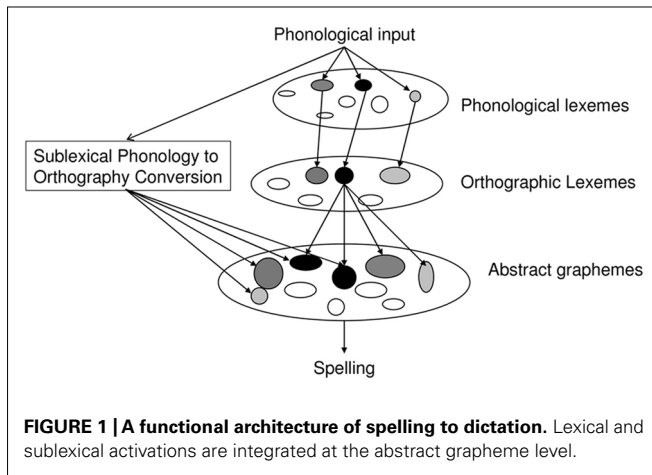 Phonological input
Phonological lexemes
Sublexical Phonology to
Orthography Conversion
Orthographic Lexemes
Abstract graphemes
Spelling
FIGURE 1 | A functional architecture of spelling to dictation. Lexical and
sublexical activations are integrated at the abstract grapheme level.